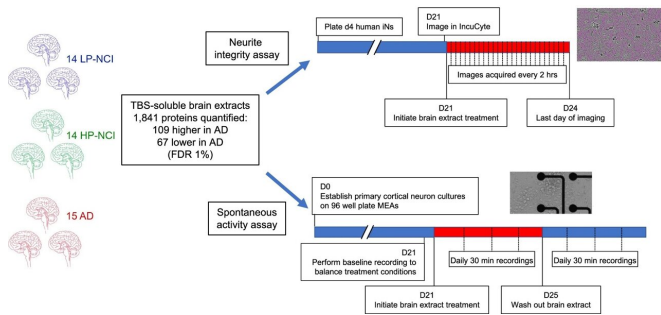 14 LP-NCI
14 HP-NCI
15 AD
TBS-soluble brain extracts
1,841 proteins quantified:
109 higher in AD
67 lower in AD
(FDR 1%)
Neurite
integrity assay
Plate d4 human iNs
D21
Image in IncuCyte
Images acquired every 2 hrs
D21
Initiate brain extract treatment
D24
Last day of imaging
Spontaneous
activity assay
D0
Establish primary cortical neuron cultures
on 96 well plate MEAs
D21
Perform baseline recording to
balance treatment conditions
Daily 30 min recordings
Daily 30 min recordings
D21
Initiate brain extract treatment
D25
Wash out brain extract